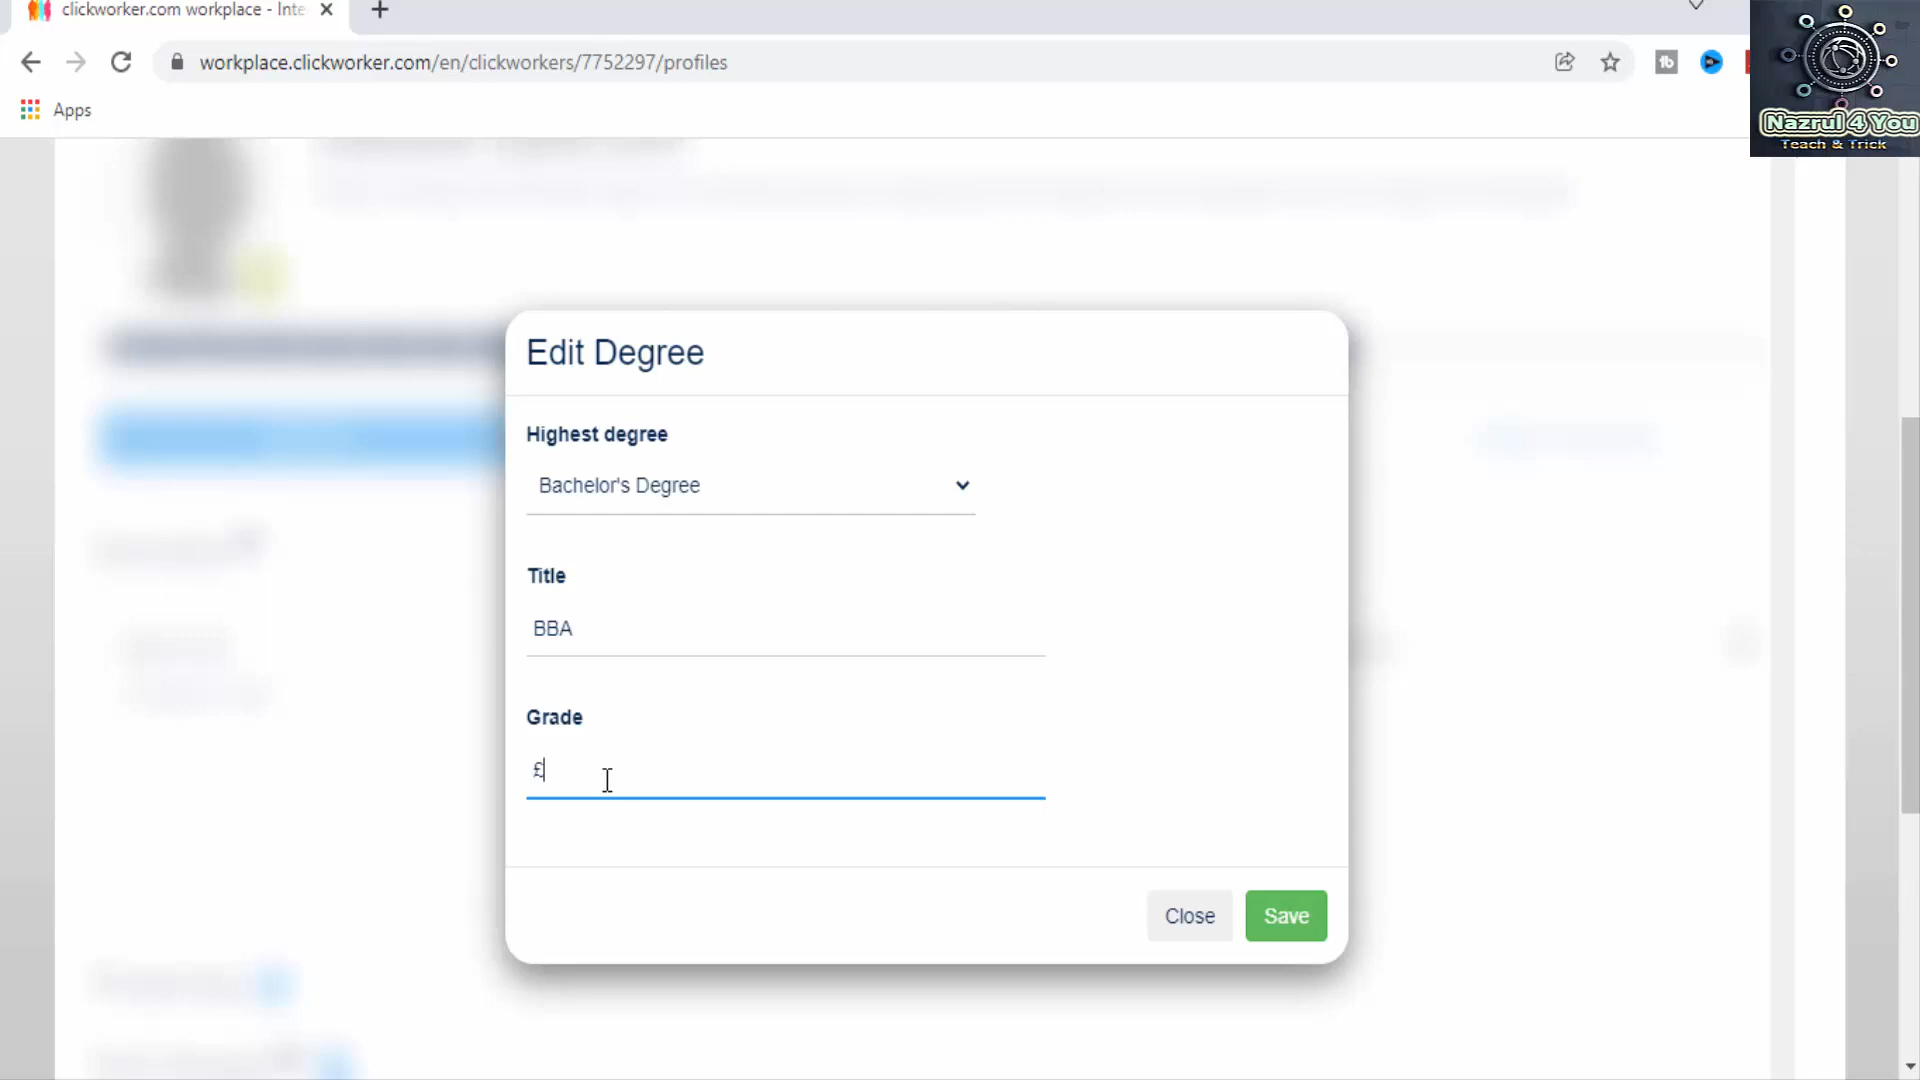 clickworker.com workplace - Inte
workplace.clickworker.com/en/clickworkers/7752297/profiles
Apps
Nazrul 4 You
Teach & Trick
Edit Degree
Highest degree
Bachelor's Degree
Title
BBA
Grade
£
Close
Save